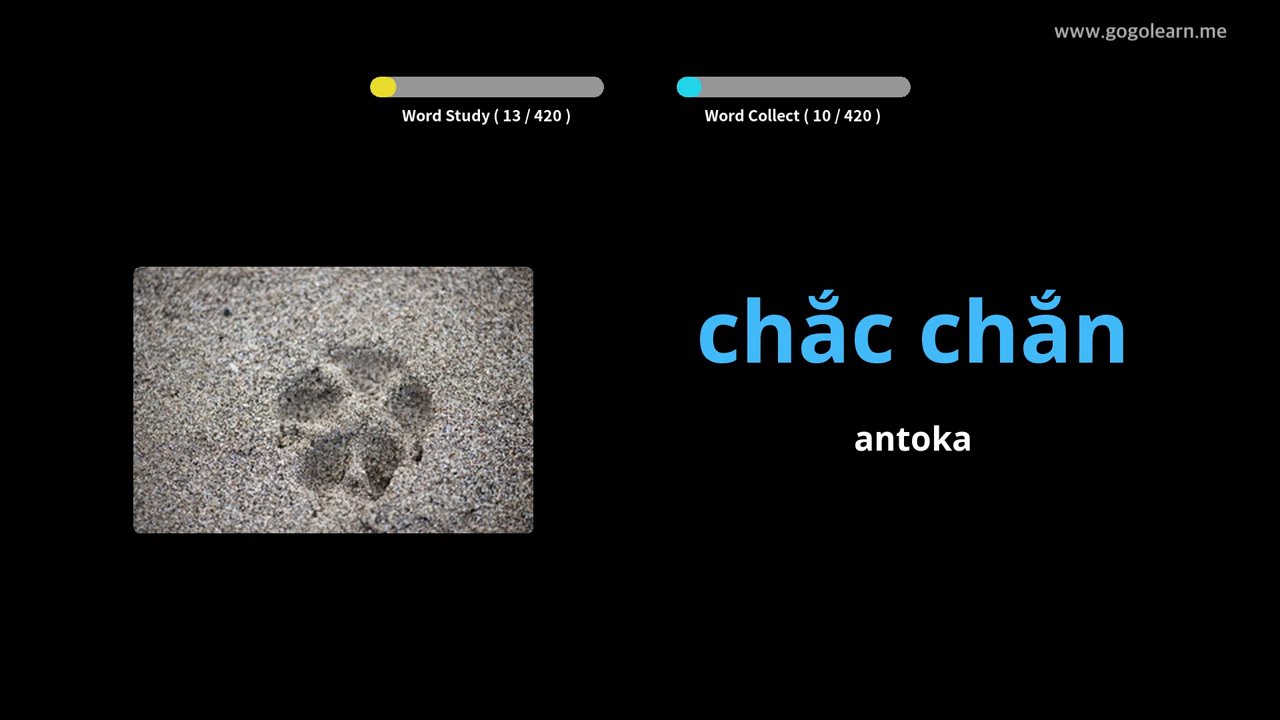 www.gogolearn.me
Word Study ( 13 / 420 )
Word Collect ( 10 / 420 )
chắc chắn
antoka